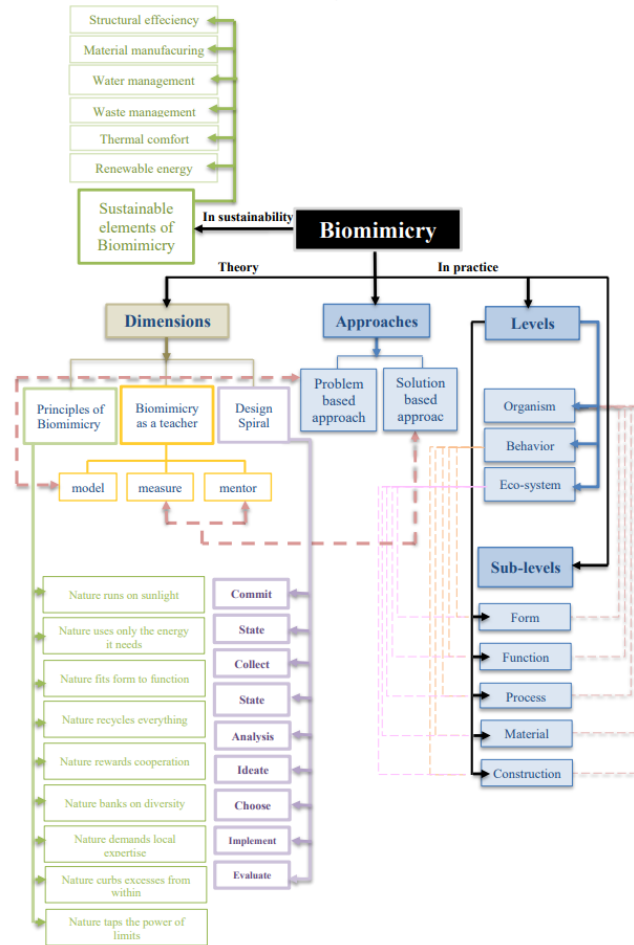 Structural effeciency
Material manufacuring
Water management
Waste management
Thermal comfort
Renewable energy
Sustainable
elements of
Biomimicry
In sustainability
Biomimicry
Theory
In practice
Dimensions
Approaches
Levels
Principles of
Biomimicry
Biomimicry
as a teacher
Design
Spiral
Problem
based
approach
Solution
based
approac
Organism
Behavior
Eco-system
model
measure
mentor
Sub-levels
Form
Function
Process
Material
Construction
Nature runs on sunlight
Nature uses only the energy
it needs
Nature fits form to function
Nature recycles everything
Nature rewards cooperation
Nature banks on diversity
Nature demands local
expertise
Nature curbs excesses from
within
Nature taps the power of
limits
Commit
State
Collect
State
Analysis
Ideate
Choose
Implement
Evaluate